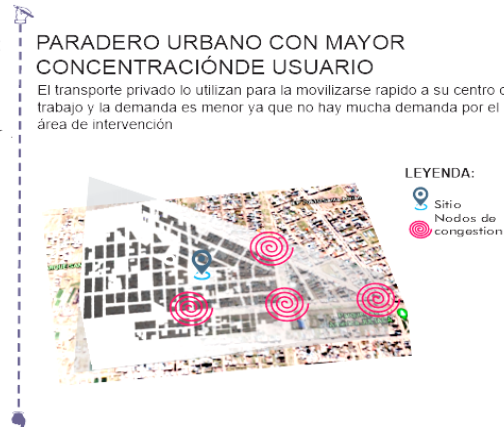 PARADERO URBANO CON MAYOR
CONCENTRACIÓNDE USUARIO
El transporte privado lo utilizan para la movilizarse rapido a su centro
trabajo y la demanda es menor ya que no hay mucha demanda por el
área de intervención
LEYENDA:
Sitio
Nodos de
congestion